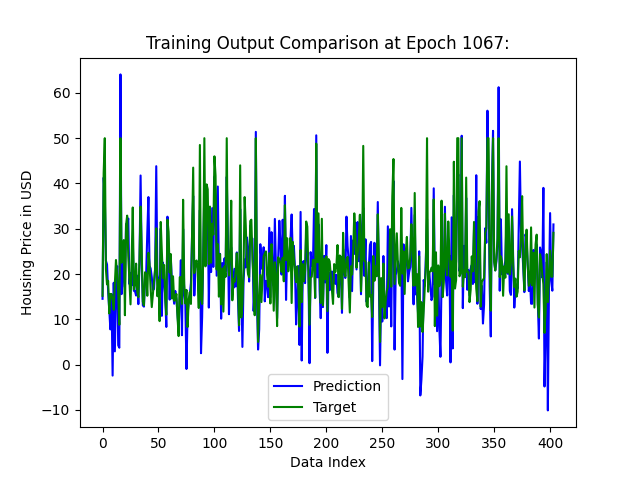 Training Output Comparison at Epoch 1067:
Housing Price in USD
60
50
40
30
20
10
0
−10
Prediction
Target
0 50 100 150 200 250 300 350 400
Data Index